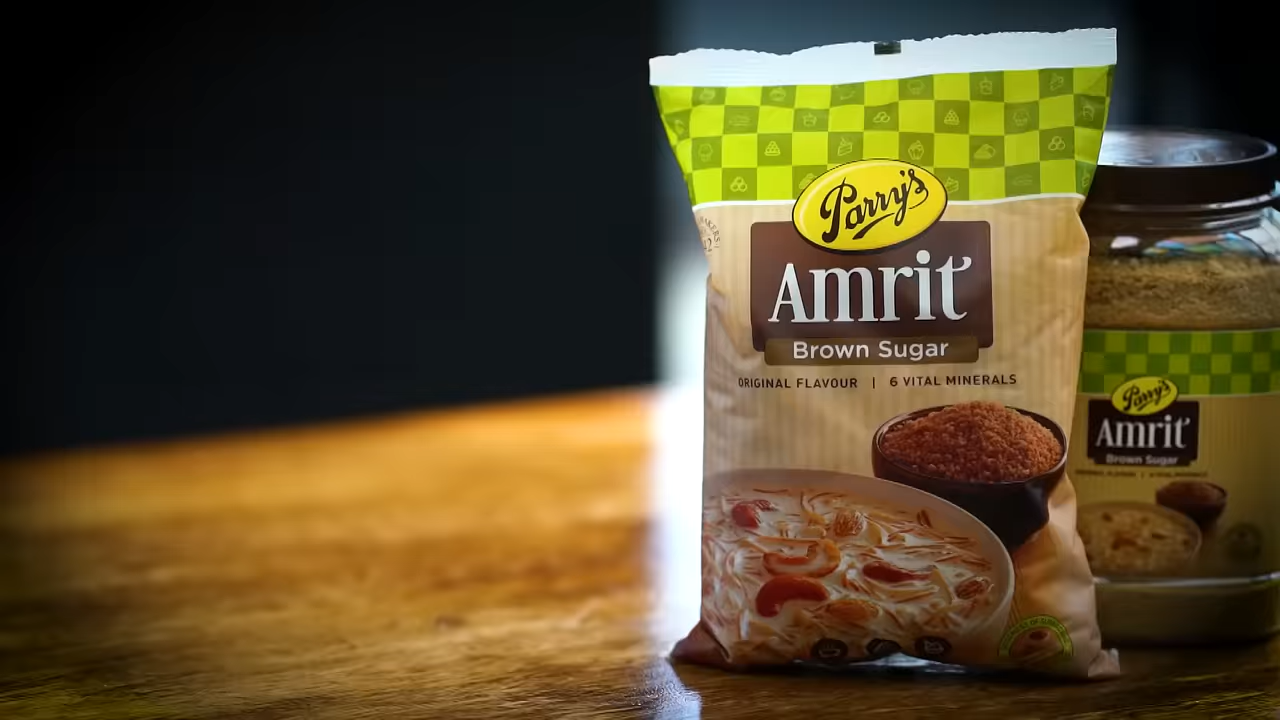 Parry's
Amrit
Brown Sugar
ORIGINAL FLAVOUR | 6 VITAL MINERALS
Parry's
Amrit
Brown Sugar